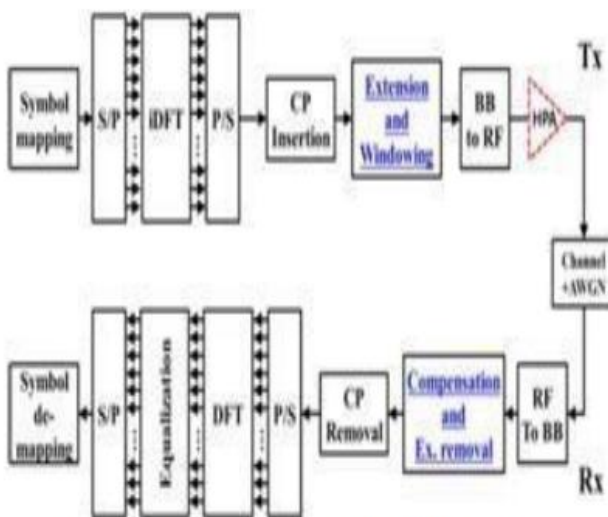 Tx
Symbol
mapping
S/P
iDFT
P/S
CP
Insertion
Extension
and
Windowing
BB
to RF
HPA
Channel
+AWGN
Symbol
de-
mapping
S/P
Equalization
DFT
P/S
CP
Removal
Compensation
and
Ex. removal
RF
To BB
Rx